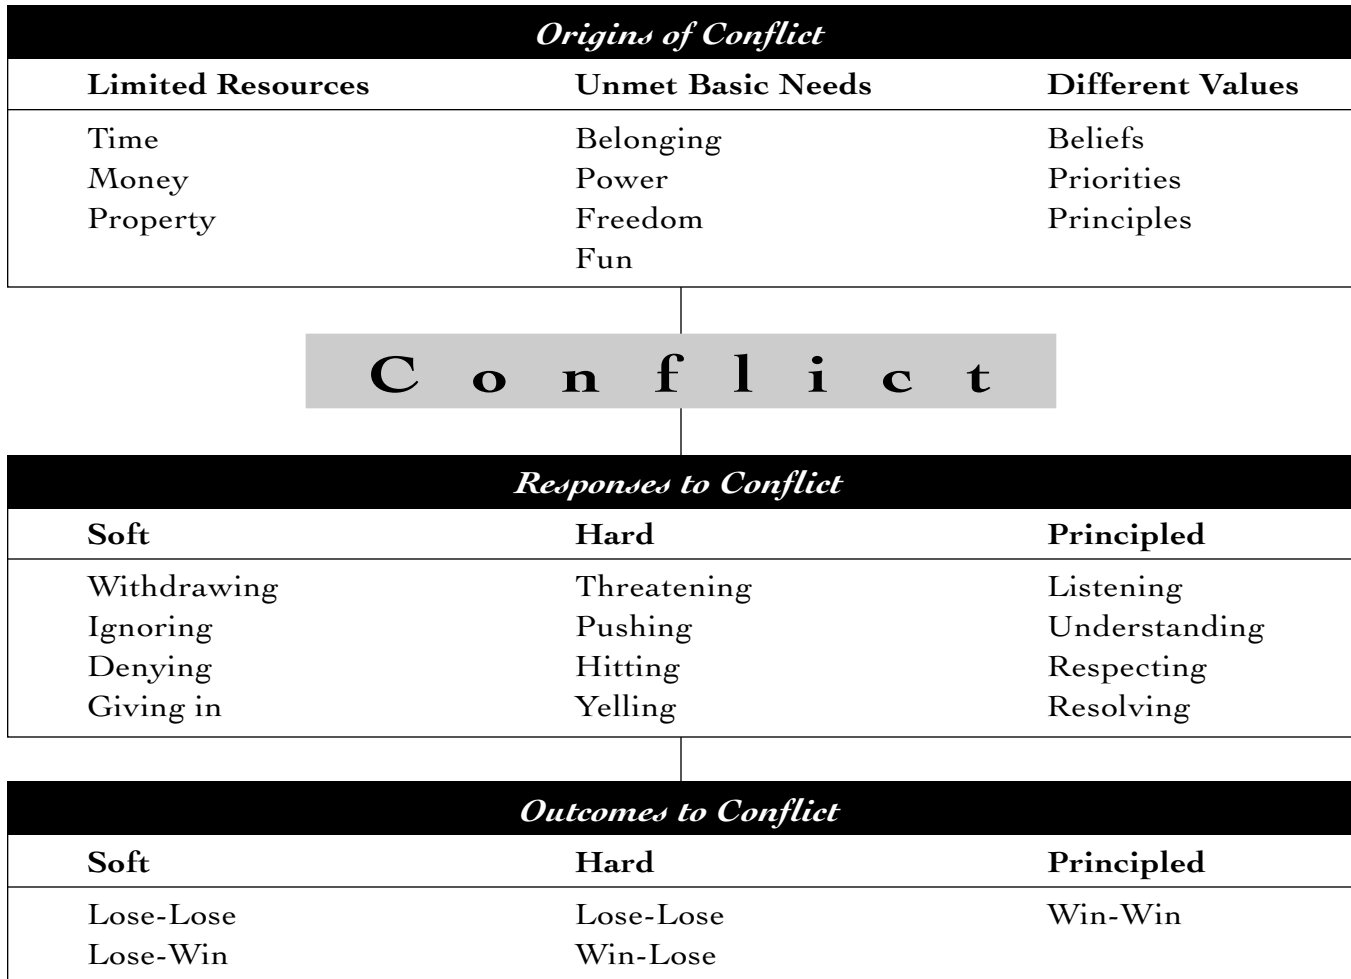 Origins of Conflict
Limited Resources Unmet Basic Needs Different Values
Time Belonging Beliefs
Money Power Priorities
Property Freedom Principles
Fun
Conflict
Responses to Conflict
Soft Hard Principled
Withdrawing Threatening Listening
Ignoring Pushing Understanding
Denying Hitting Respecting
Giving in Yelling Resolving
Outcomes to Conflict
Soft Hard Principled
Lose-Lose Lose-Lose Win-Win
Lose-Win Win-Lose